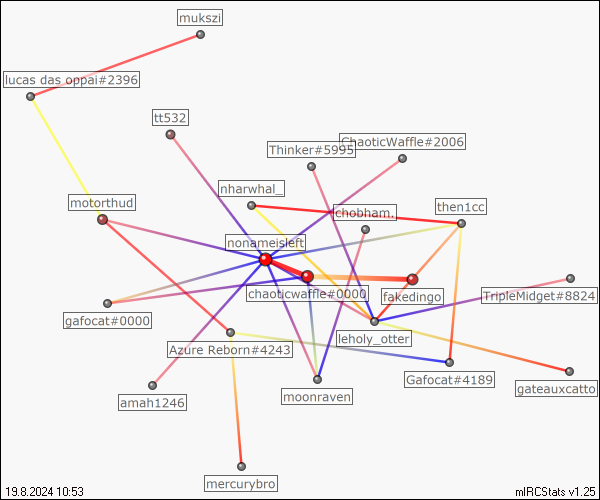 mukszi
lucas das oppai#2396
tt532
ChaoticWaffle#2006
Thinker#5995
nharwhal_
motorthud
chobham.
then1cc
nonameisleft
chaoticwaffle#0000
fakedingo
TripleMidget#8824
gafocat#0000
leholy_otter
Azure Reborn#4243
Gafocat#4189
gateauxcatto
moonraven
amah1246
mercurybro
19.8.2024 10:53
mIRCStats v1.25